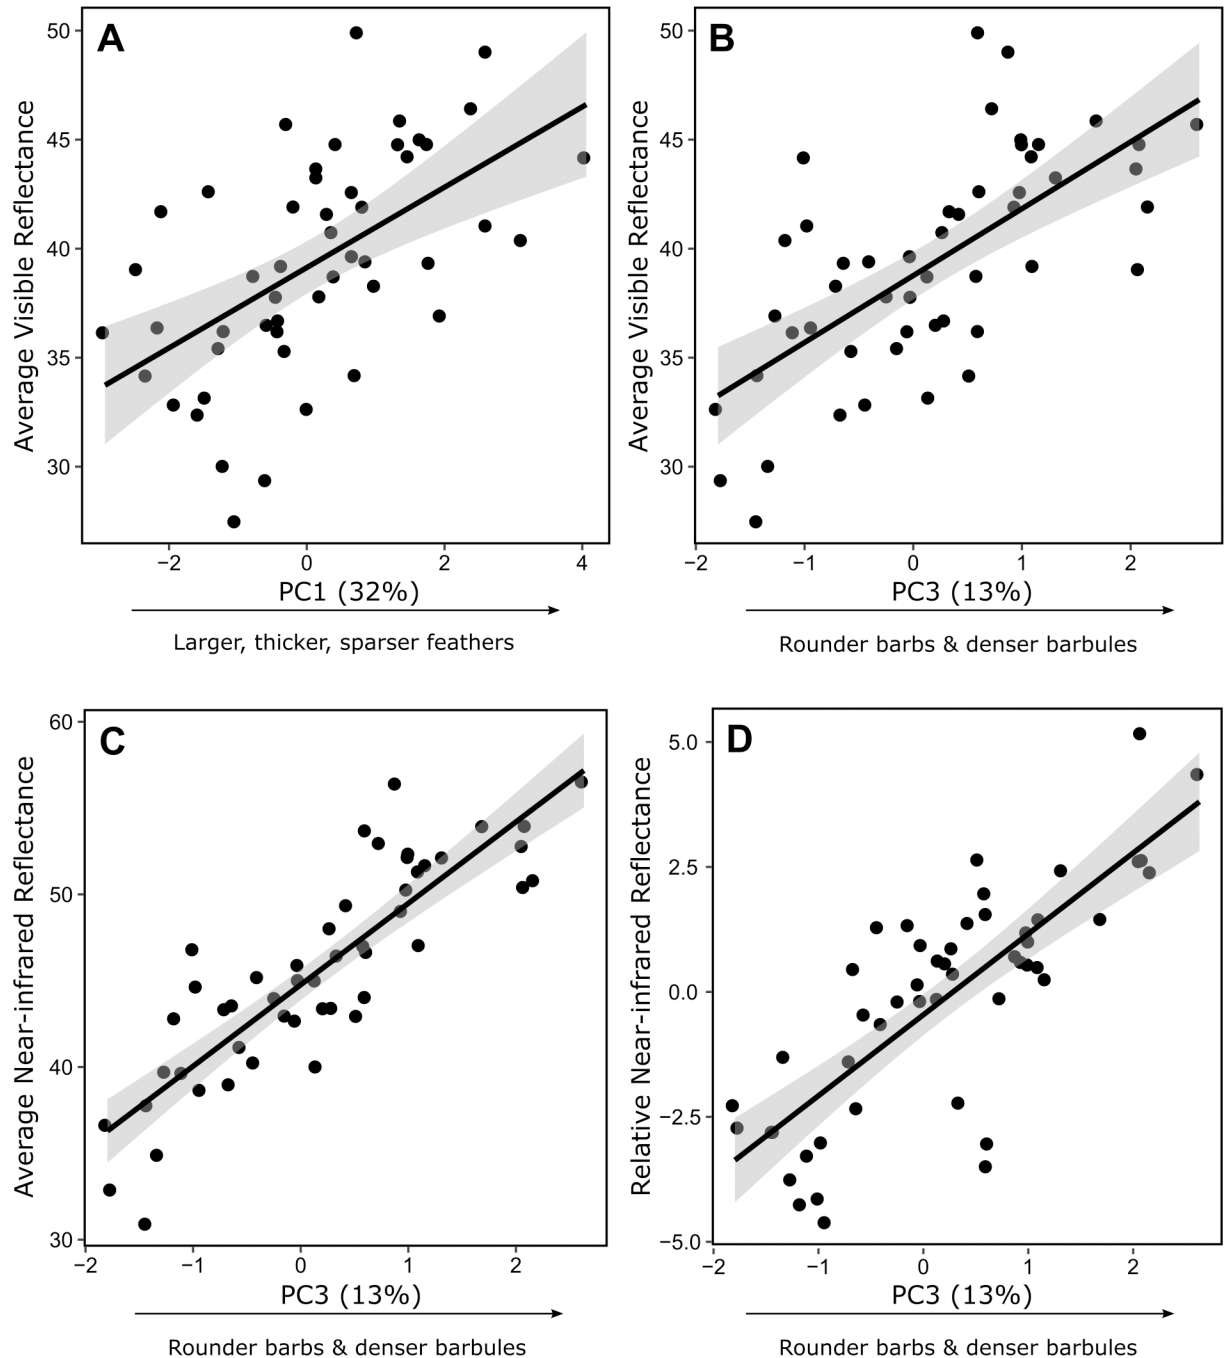 A
Average Visible Reflectance
50
45
40
35
30
−2
0
2
4
PC1 (32%)
Larger, thicker, sparser feathers
B
Average Visible Reflectance
50
45
40
35
30
−2
−1
0
1
2
PC3 (13%)
Rounder barbs & denser barbules
C
Average Near-infrared Reflectance
60
50
40
30
−2
−1
0
1
2
PC3 (13%)
Rounder barbs & denser barbules
D
Relative Near-infrared Reflectance
5.0
2.5
0.0
−2.5
−5.0
−2
−1
0
1
2
PC3 (13%)
Rounder barbs & denser barbules